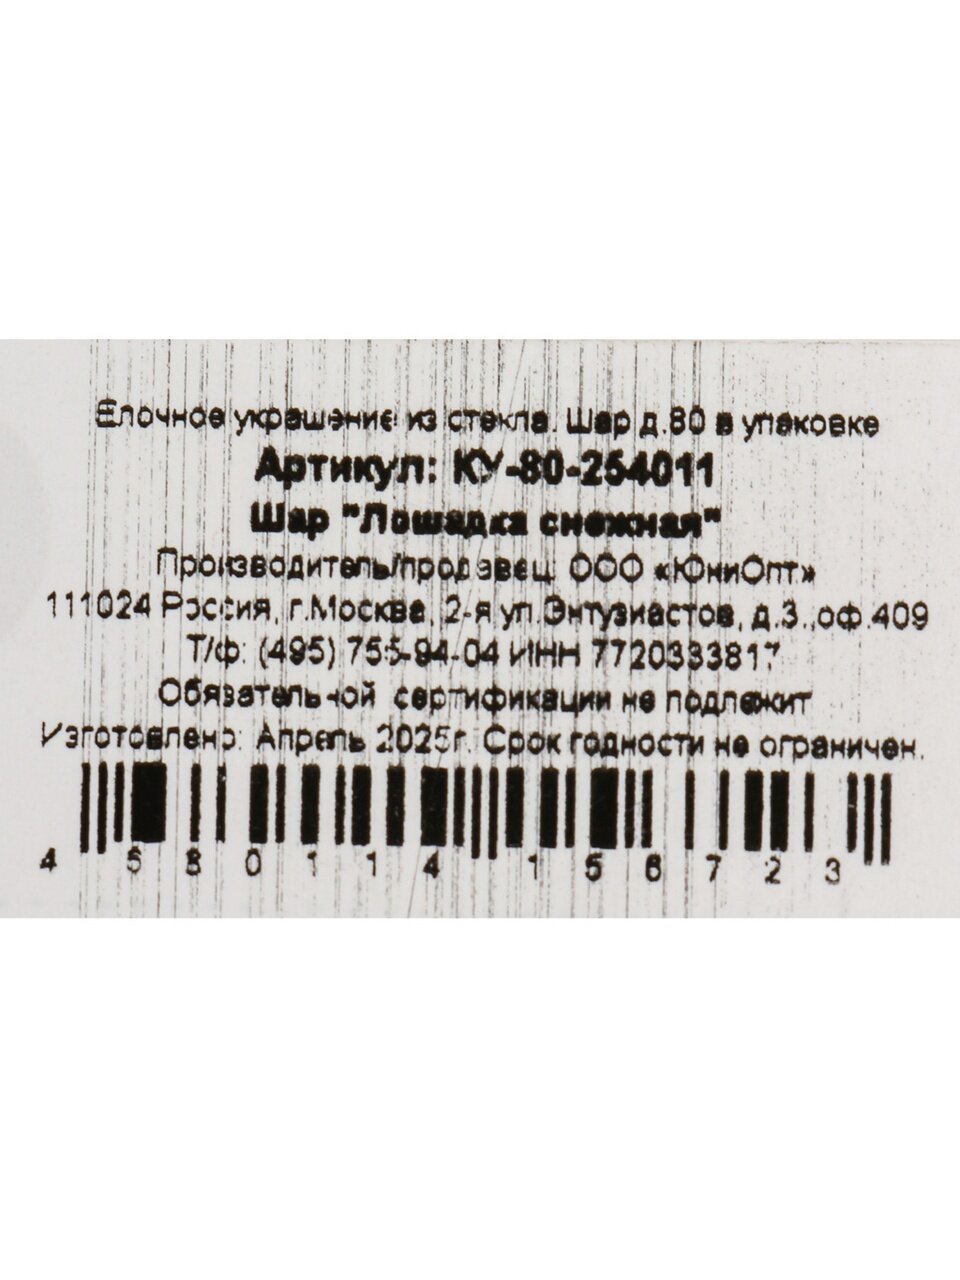 Елочное украшение из стекла. Шар д.80 в упаковке
Артикул: КУ-80-254011
Шар "Лошадка снежная"
Производитель/продавец: ООО «ЮниОпт»
111024 Россия, г.Москва, 2-я ул.Энтузиастов, д.3.,оф.409
Т/ф: (495) 755-94-04 ИНН 7720333817
Обязательной сертификации не подлежит
Изготовлено: Апрель 2025г. Срок годности не ограничен.
4 680114 156723